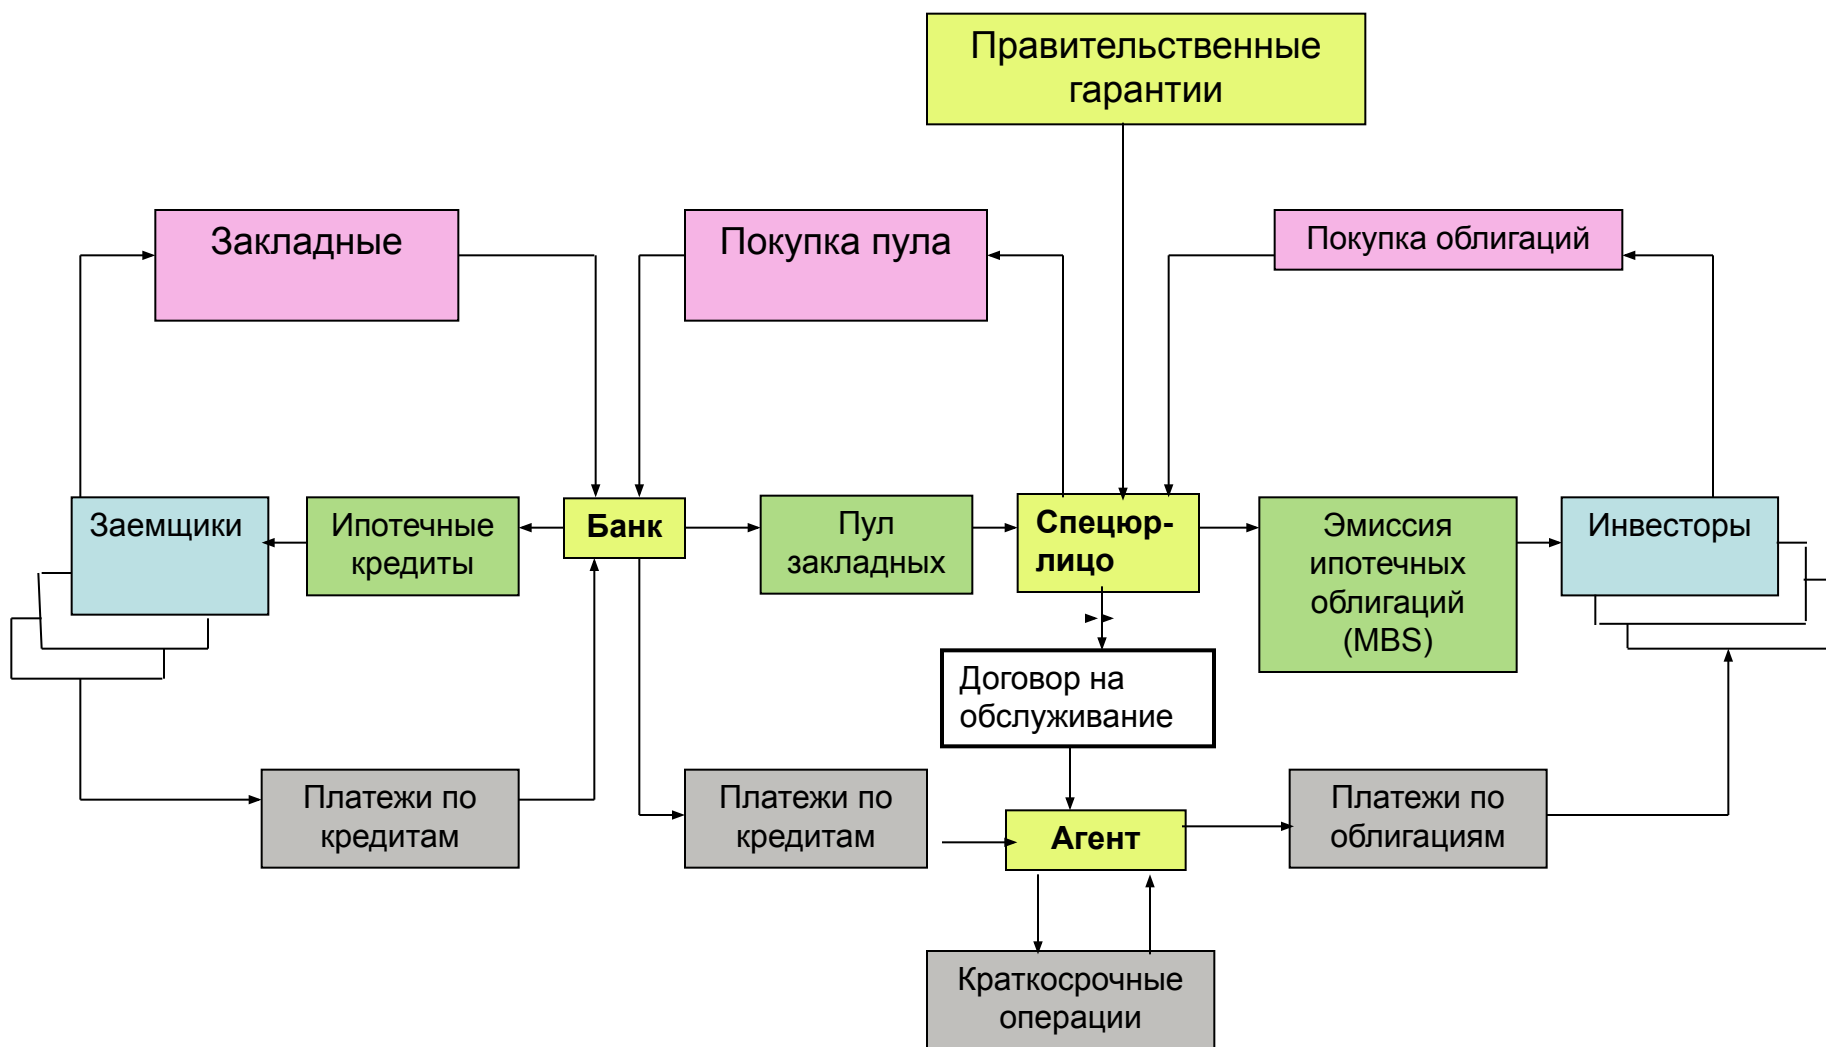 Правительственные
гарантии
Закладные
Покупка пула
Покупка облигаций
Заемщики
Ипотечные
кредиты
Банк
Пул
закладных
Спецюр-
лицо
Эмиссия
ипотечных
облигаций
(MBS)
Инвесторы
Договор на
обслуживание
Платежи по
кредитам
Платежи по
кредитам
Агент
Платежи по
облигациям
Краткосрочные
операции